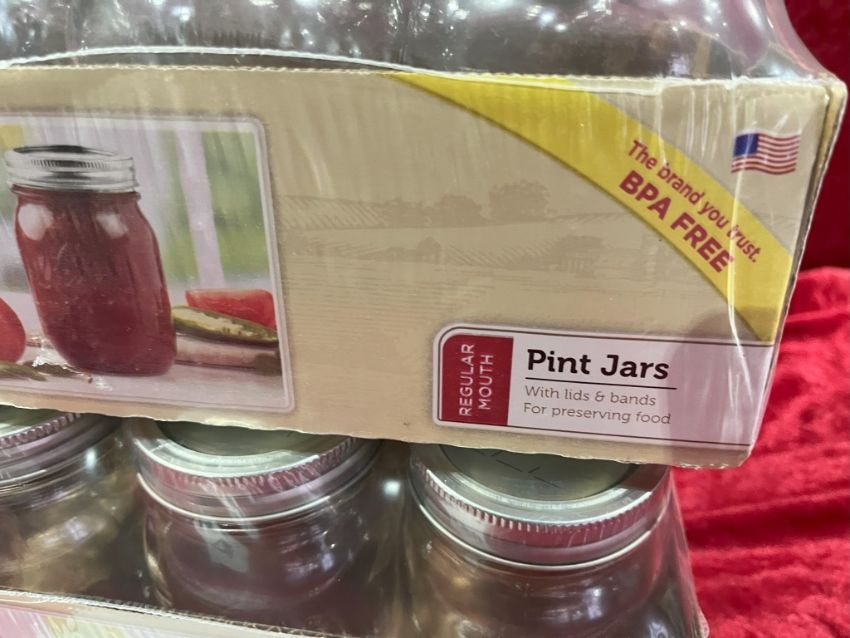 The brand you trust.
BPA FREE
REGULAR
MOUTH
Pint Jars
With lids & bands
For preserving food